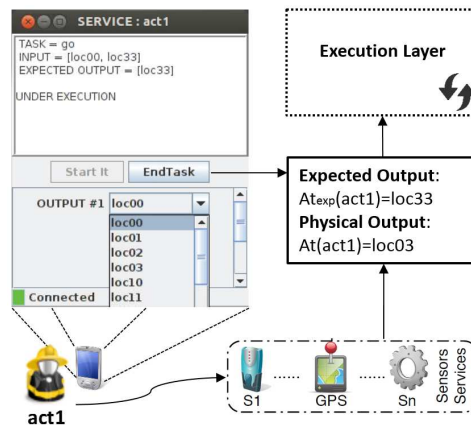 SERVICE : act1
TASK = go
INPUT = [loc00, loc33]
EXPECTED OUTPUT = [loc33]
UNDER EXECUTION
Start It
EndTask
OUTPUT #1
loc00
loc00
loc01
loc02
loc03
loc10
loc11
Connected
act1
Execution Layer
Expected Output:
Atexp(act1)=loc33
Physical Output:
At(act1)=loc03
S1
GPS
Sn
Sensors
Services